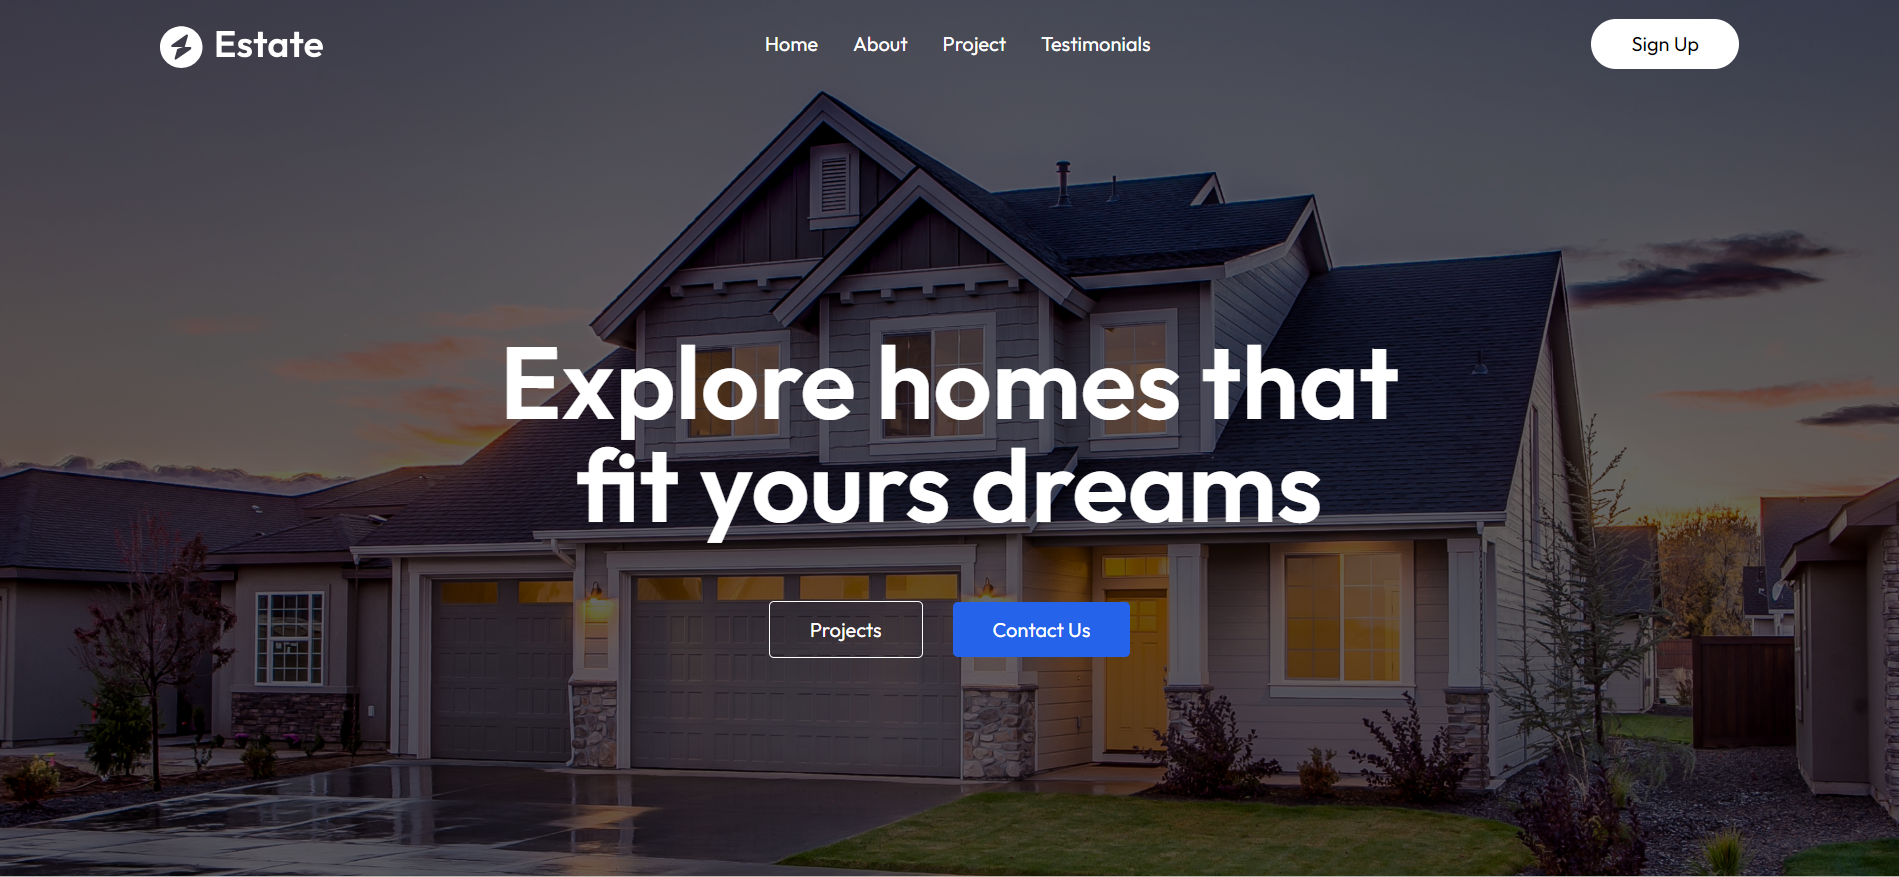 Estate
Home About Project Testimonials
Sign Up
Explore homes that
fit yours dreams
Projects
Contact Us